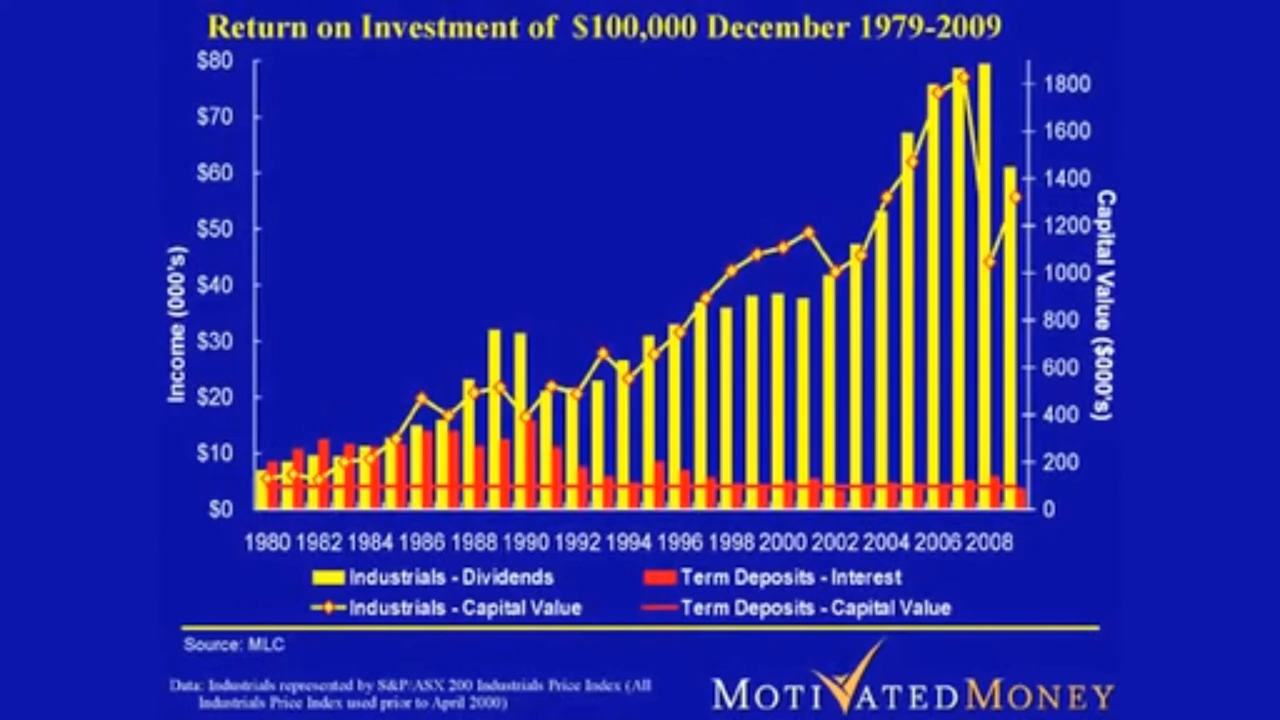 Return on Investment of $100,000 December 1979-2009
$80
$70
$60
$50
$40
$30
$20
$10
$0
Income (000's)
1800
1600
1400
1200
1000
800
600
400
200
0
Capital Value ($000's)
1980 1982 1984 1986 1988 1990 1992 1994 1996 1998 2000 2002 2004 2006 2008
Industrials - Dividends
Term Deposits - Interest
Industrials - Capital Value
Term Deposits - Capital Value
Source: MLC
Data: Industrials represented by S&P/ASX 200 Industrials Price Index (All
Industrials Price Index used prior to April 2000)
MOTIVATEDMONEY